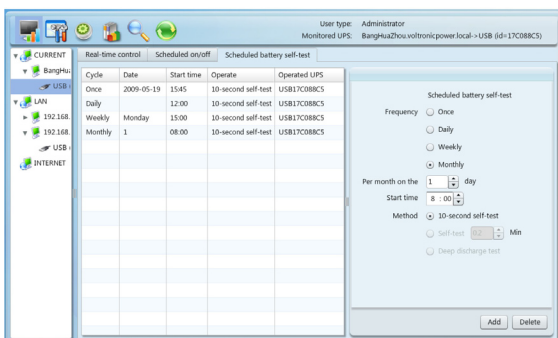 User type: Administrator
Monitored UPS: BangHuaZhou.voltronicpower.local->USB (id=17C088C5)
CURRENT
BangHua
USB
LAN
192.168.
192.168.
USB
INTERNET
Real-time control Scheduled on/off Scheduled battery self-test
Cycle Date Start time Operate Operated UPS
Once 2009-05-19 15:45 10-second self-test USB17C088C5
Daily 12:00 10-second self-test USB17C088C5
Weekly Monday 15:00 10-second self-test USB17C088C5
Monthly 1 08:00 10-second self-test USB17C088C5
Scheduled battery self-test
Frequency Once
Daily
Weekly
Monthly
Per month on the 1 day
Start time 8 : 00
Method 10-second self-test
Self-test 02 Min
Deep discharge test
Add Delete